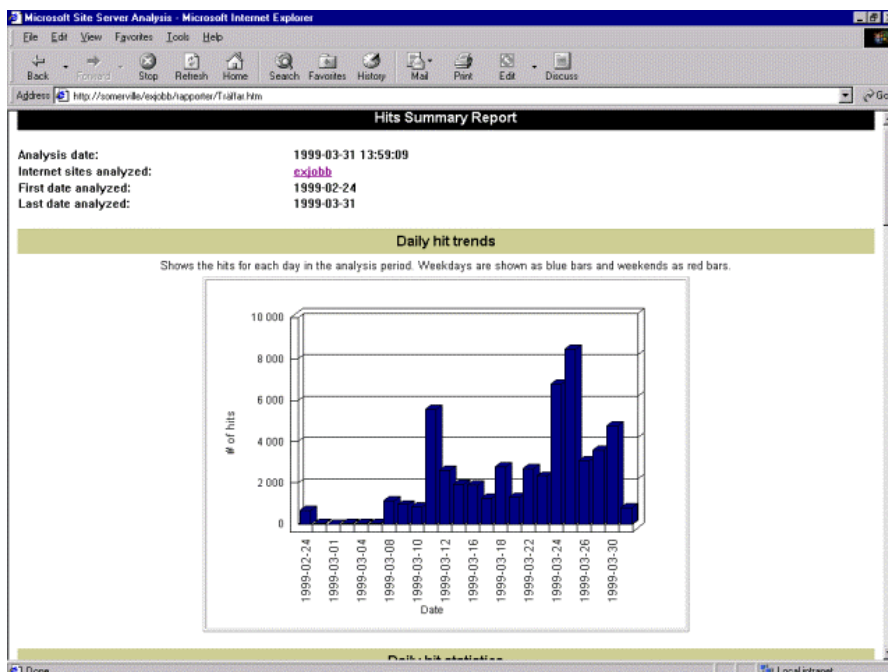 Microsoft Site Server Analysis - Microsoft Internet Explorer
File Edit View Favorites Tools Help
Back Forward Stop Refresh Home Search Favorites History Mail Print Edit Discuss
Address http://somerville/exjobb/rapporter/Träffar.htm Go
Hits Summary Report
Analysis date: 1999-03-31 13:59:09
Internet sites analyzed: exjobb
First date analyzed: 1999-02-24
Last date analyzed: 1999-03-31
Daily hit trends
Shows the hits for each day in the analysis period. Weekdays are shown as blue bars and weekends as red bars.
10 000
8 000
6 000
4 000
2 000
0
# of hits
1999-02-24
1999-03-01
1999-03-04
1999-03-08
1999-03-10
1999-03-12
1999-03-16
1999-03-18
1999-03-22
1999-03-24
1999-03-26
1999-03-30
Date
Daily hit statistics
Done Local intranet